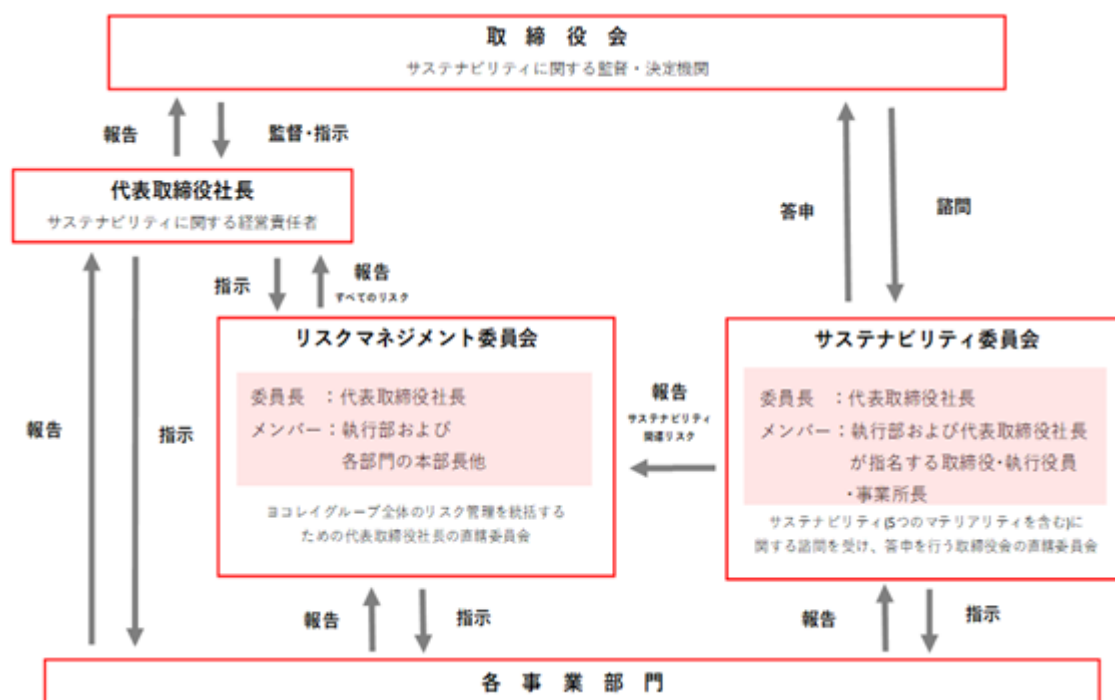 取締役会
サステナビリティに関する監督・決定機関
報告
監督・指示
代表取締役社長
サステナビリティに関する経営責任者
答申
諮問
指示
報告
すべてのリスク
リスクマネジメント委員会
委員長 ：代表取締役社長
メンバー：執行部および
各部門の本部長他
ヨコレイグループ全体のリスク管理を統括する
ための代表取締役社長の直轄委員会
報告
サステナビリティ
関連リスク
サステナビリティ委員会
委員長 ：代表取締役社長
メンバー：執行部および代表取締役社長
が指名する取締役・執行役員
・事業所長
サステナビリティ(5つのマテリアリティを含む)に
関する諮問を受け、答申を行う取締役会の直轄委員会
報告
指示
報告
指示
報告
指示
各事業部門